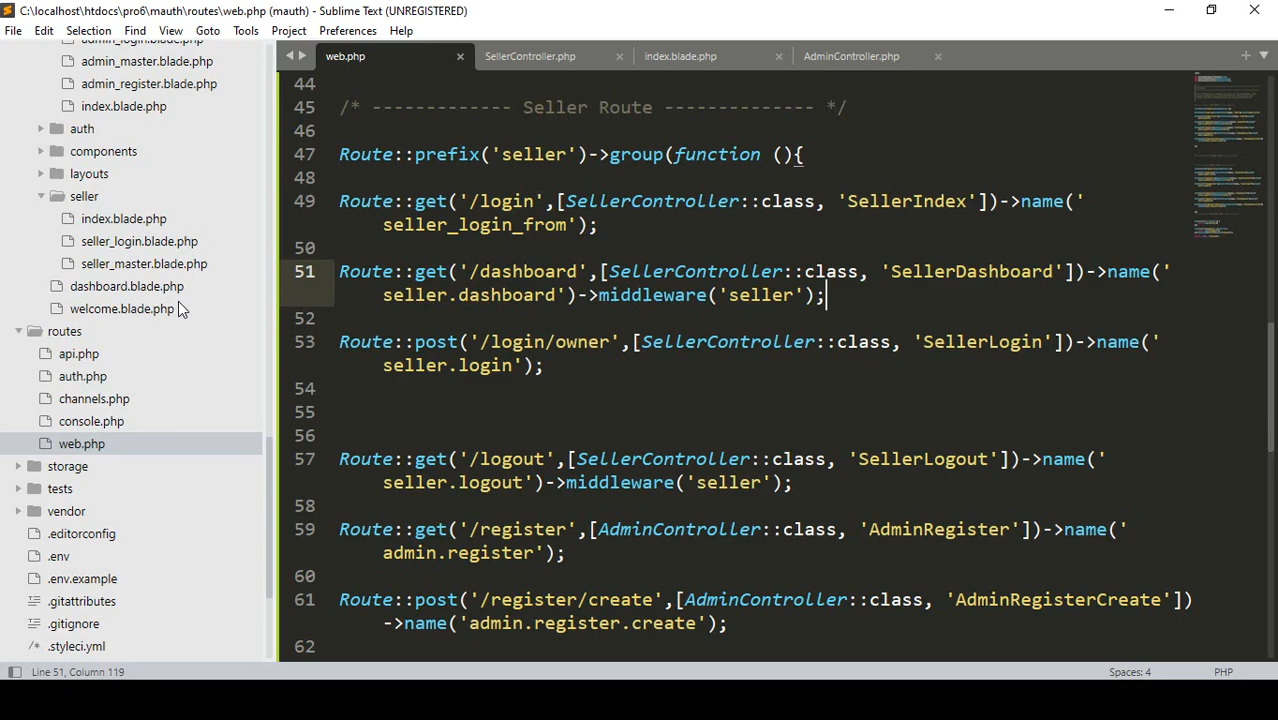 C:\localhost\htdocs\pro6\mauth\routes\web.php (mauth) - Sublime Text (UNREGISTERED)
File Edit Selection Find View Goto Tools Project Preferences Help
admin_login.blade.php
admin_master.blade.php
admin_register.blade.php
index.blade.php
auth
components
layouts
seller
index.blade.php
seller_login.blade.php
seller_master.blade.php
dashboard.blade.php
welcome.blade.php
routes
api.php
auth.php
channels.php
console.php
web.php
storage
tests
vendor
.editorconfig
.env
.env.example
.gitattributes
.gitignore
/* .styleci.yml
web.php SellerController.php index.blade.php AdminController.php
44
45 /* ------------- Seller Route -------------- */
46
47 Route::prefix('seller')->group(function (){
48
49 Route::get('/login',[SellerController::class, 'SellerIndex'])->name('
seller_login_from');
50
51 Route::get('/dashboard',[SellerController::class, 'SellerDashboard'])->name('
seller.dashboard')->middleware('seller');
52
53 Route::post('/login/owner',[SellerController::class, 'SellerLogin'])->name('
seller.login');
54
55
56
57 Route::get('/logout',[SellerController::class, 'SellerLogout'])->name('
seller.logout')->middleware('seller');
58
59 Route::get('/register',[AdminController::class, 'AdminRegister'])->name('
admin.register');
60
61 Route::post('/register/create',[AdminController::class, 'AdminRegisterCreate'])
->name('admin.register.create');
62
Line 51, Column 119 Spaces: 4 PHP